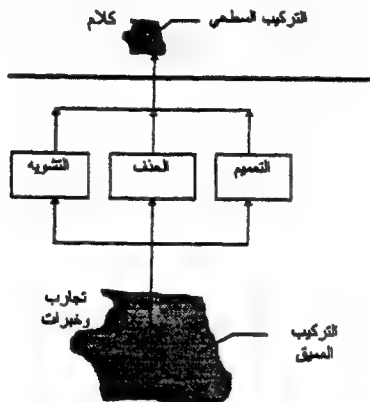 التركيب السطحي
كلام
التعميم
الحذف
التشويه
تجارب
وخبرات
التركيب
العميق